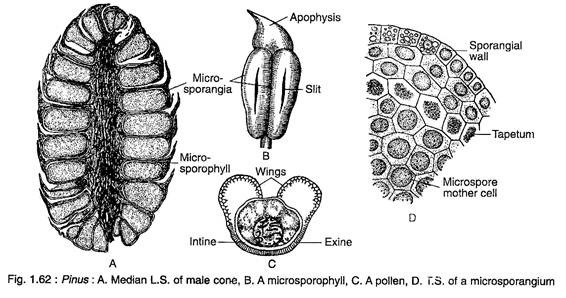 Apophysis
Micro-
sporangia
Slit
B
Micro-
sporophyll
Wings
Intine
Exine
A
C
Sporangial
wall
Tapetum
Microspore
mother cell
D
Fig. 1.62 : Pinus : A. Median L.S. of male cone, B. A microsporophyll, C. A pollen, D. T.S. of a microsporangium